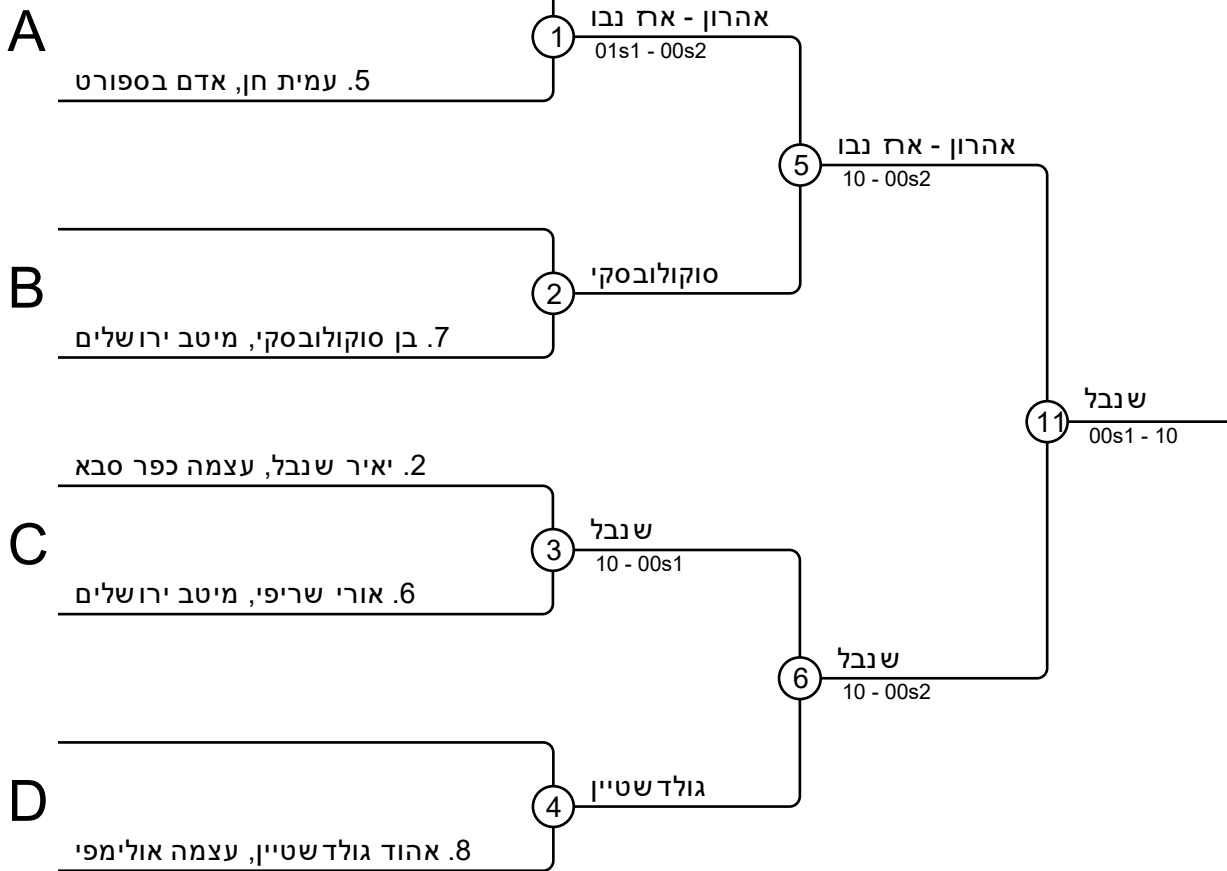 A
1
אהרון - ארז נבו
01s1 - 00s2
5. עמית חן, אדם בספורט
5
אהרון - ארז נבו
10 - 00s2
B
2
סוקולובסקי
7. בן סוקולובסקי, מיטב ירושלים
11
שנבל
00s1 - 10
2. יאיר שנבל, עצמה כפר סבא
C
3
שנבל
10 - 00s1
6. אורי שריפי, מיטב ירושלים
6
שנבל
10 - 00s2
D
4
גולדשטיין
8. אהוד גולדשטיין, עצמה אולימפי